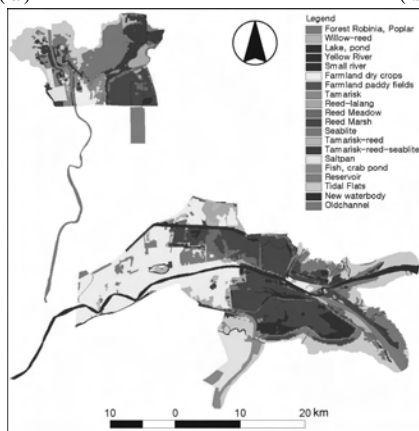 Legend
Forest Robinia, Poplar
Willow-reed
Lake, pond
Yellow River
Small river
Farmland dry crops
Farmland paddy fields
Tamarisk
Reed-lalang
Reed Meadow
Reed Marsh
Seablite
Tamarisk-reed
Tamarisk-reed-seablite
Saltpan
Fish, crab pond
Reservoir
Tidal Flats
New waterbody
Oldchannel
10 0 10 20 km